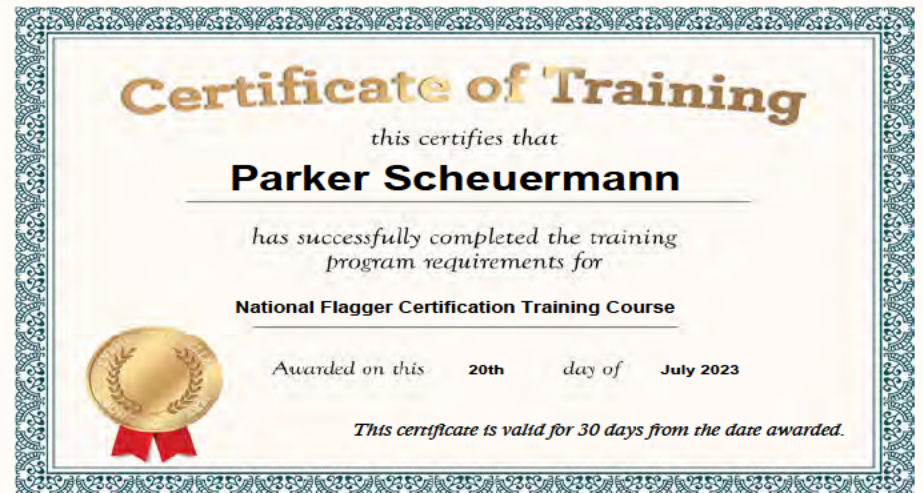 Certificate of Training
this certifies that
Parker Scheuermann
has successfully completed the training
program requirements for
National Flagger Certification Training Course
Awarded on this 20th day of July 2023
This certificate is valid for 30 days from the date awarded.